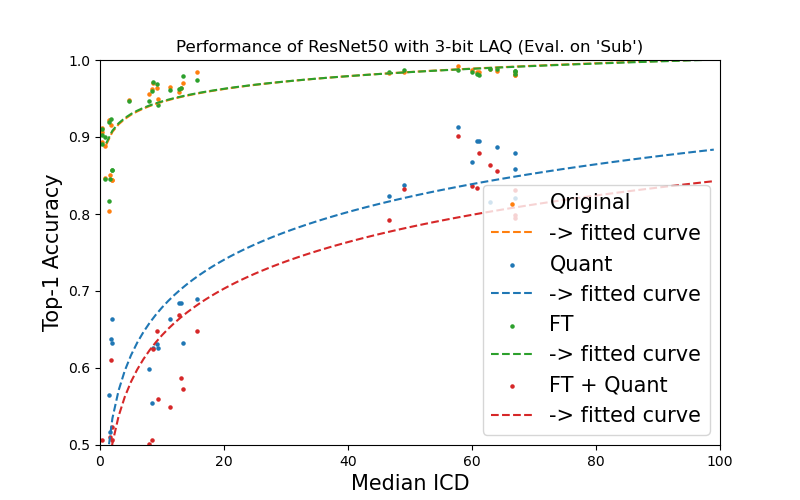 Performance of ResNet50 with 3-bit LAQ (Eval. on 'Sub')
Top-1 Accuracy
1.0
0.9
0.8
0.7
0.6
0.5
0
20
40
60
80
100
Median ICD
Original
-> fitted curve
Quant
-> fitted curve
FT
-> fitted curve
FT + Quant
-> fitted curve